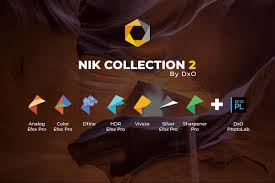 NIK COLLECTION 2
By DxO
Analog
Efex Pro
Color
Efex Pro
Dfine
HDR
Efex Pro
Viveza
Silver
Efex Pro
Sharpener
Pro
DxO
PhotoLab
PL